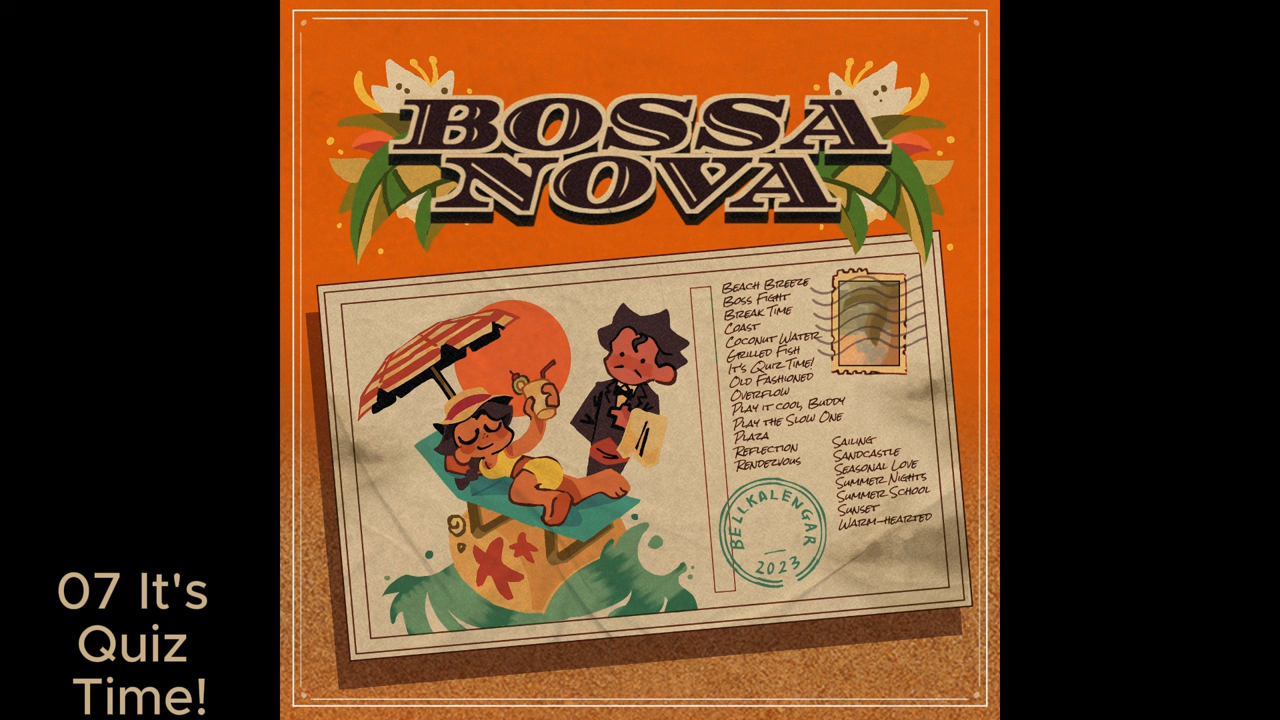 BOSSA
NOVA
Beach Breeze
Boss Fight
Break Time
Coast
Coconut Water
Grilled Fish
It's Quiz Time!
Old Fashioned
Overflow
Play it cool, Buddy
Play the Slow One
Plaza
Reflection
Rendezvous
Sailing
Sandcastle
Seasonal Love
Summer Nights
Summer School
Sunset
Warm-hearted
BELLKALENGAR
2023
07 It's
Quiz
Time!